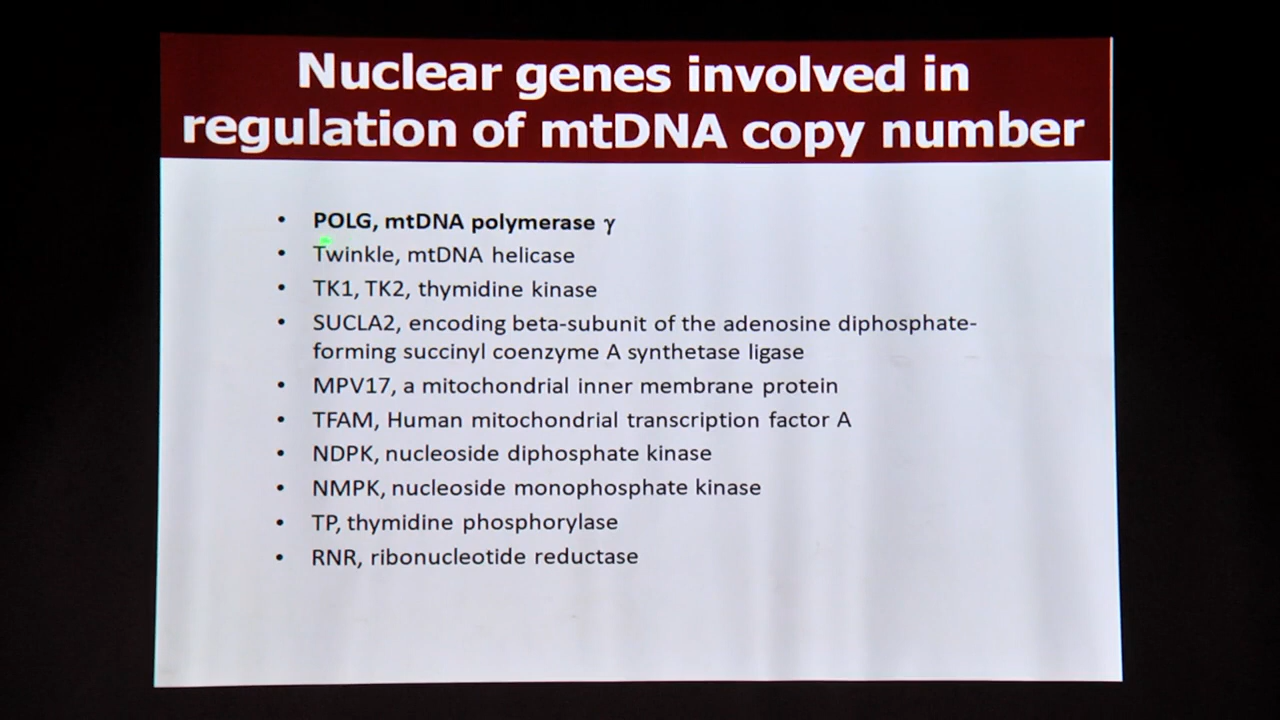 Nuclear genes involved in
regulation of mtDNA copy number
• POLG, mtDNA polymerase γ
• Twinkle, mtDNA helicase
• TK1, TK2, thymidine kinase
• SUCLA2, encoding beta-subunit of the adenosine diphosphate-
forming succinyl coenzyme A synthetase ligase
• MPV17, a mitochondrial inner membrane protein
• TFAM, Human mitochondrial transcription factor A
• NDPK, nucleoside diphosphate kinase
• NMPK, nucleoside monophosphate kinase
• TP, thymidine phosphorylase
• RNR, ribonucleotide reductase